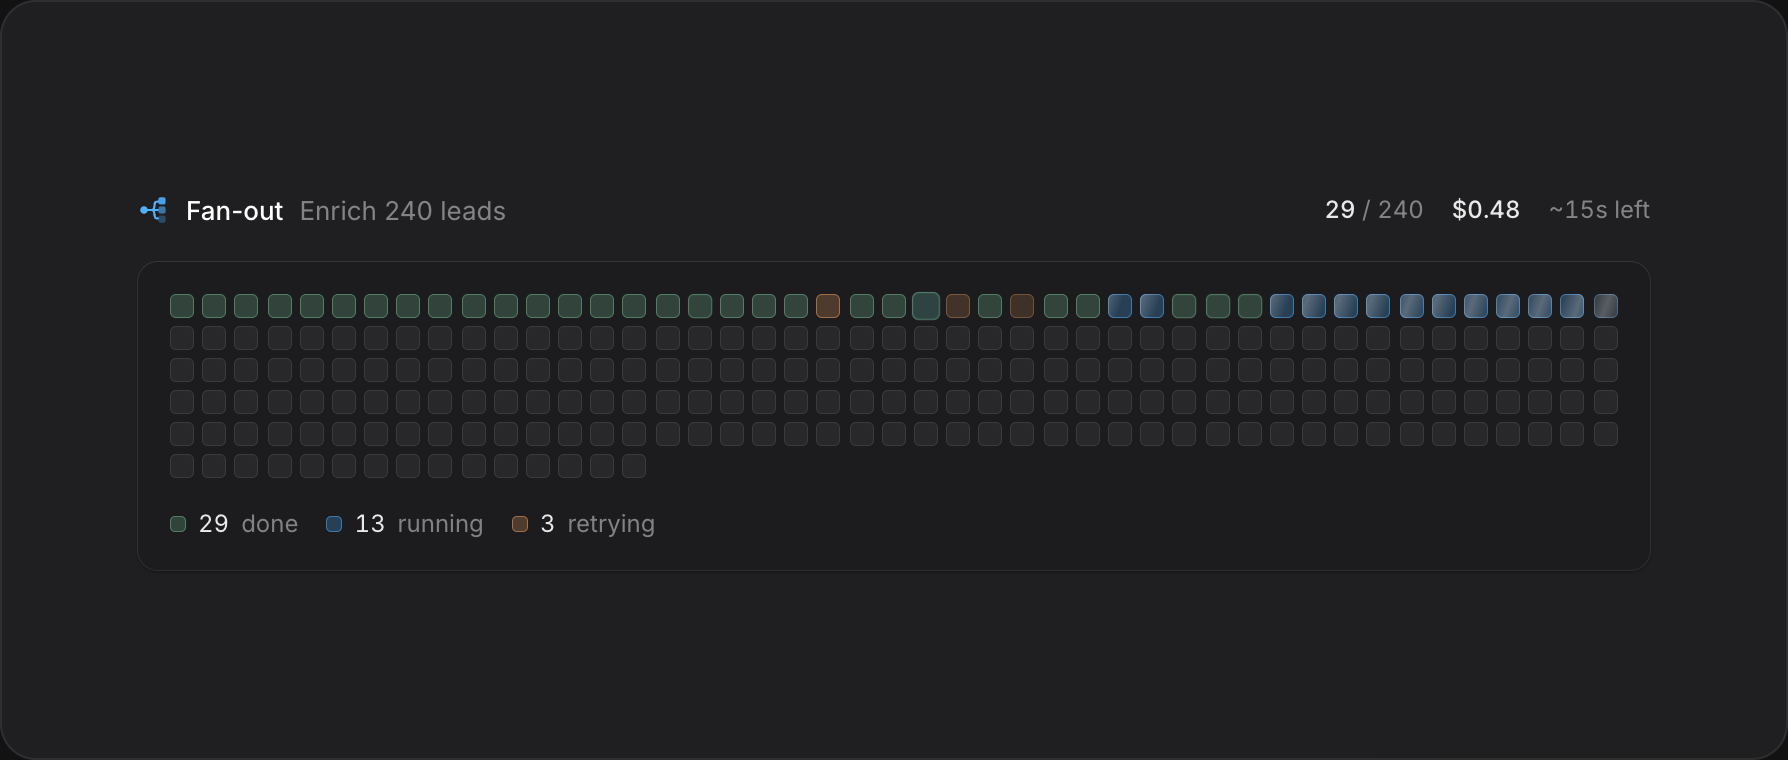 Fan-out Enrich 240 leads 29 / 240 $0.48 ~15s left
29 done 13 running 3 retrying